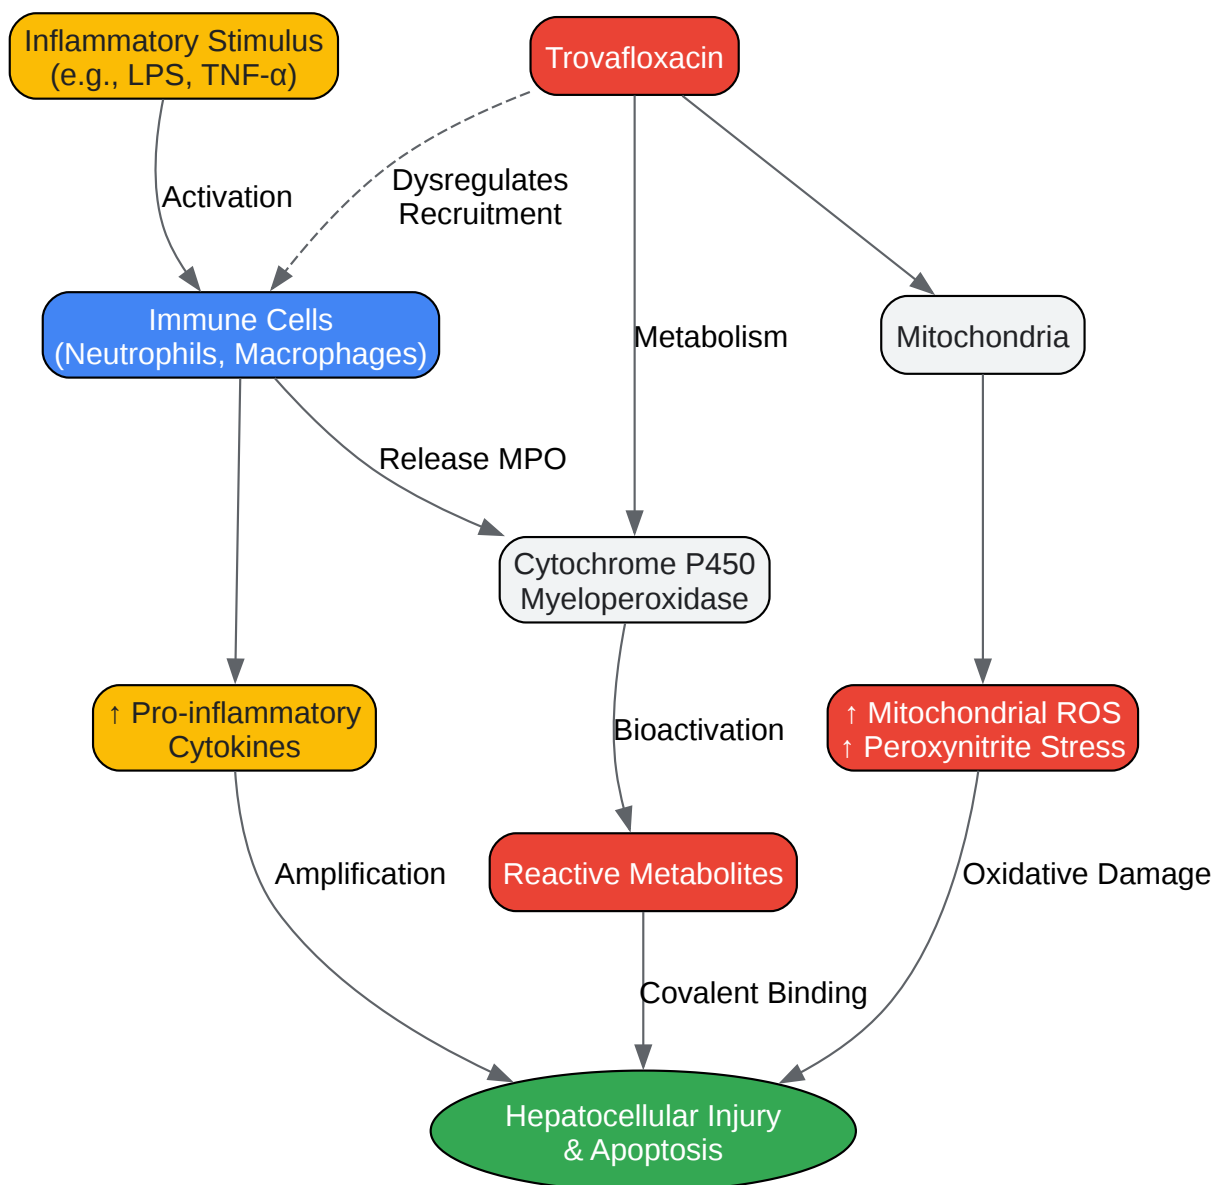 Inflammatory Stimulus
(e.g., LPS, TNF-α)
Trovafloxacin
Activation
Dysregulates
Recruitment
Immune Cells
(Neutrophils, Macrophages)
Metabolism
Mitochondria
Release MPO
Cytochrome P450
Myeloperoxidase
↑ Pro-inflammatory
Cytokines
Bioactivation
↑ Mitochondrial ROS
↑ Peroxynitrite Stress
Amplification
Reactive Metabolites
Oxidative Damage
Covalent Binding
Hepatocellular Injury
& Apoptosis